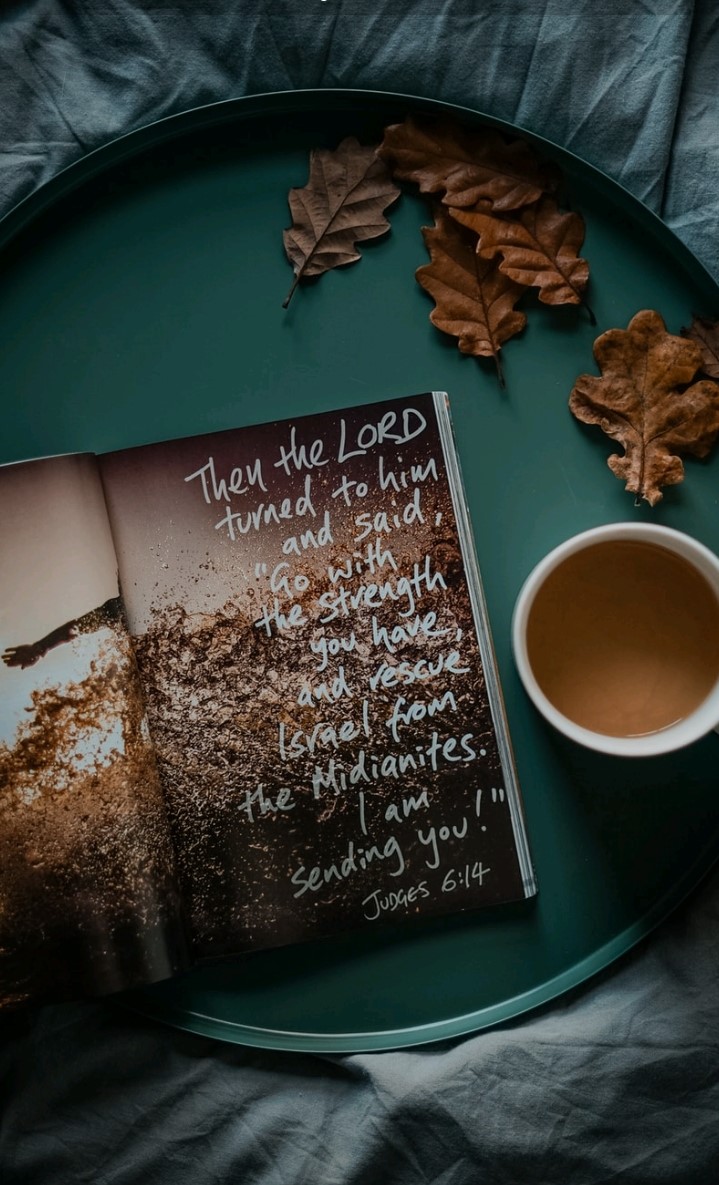 Then the LORD
turned to him
and said,
"Go with
the strength
you have,
and rescue
Israel from
the Midianites.
I am
sending you!"
JUDGES 6:14